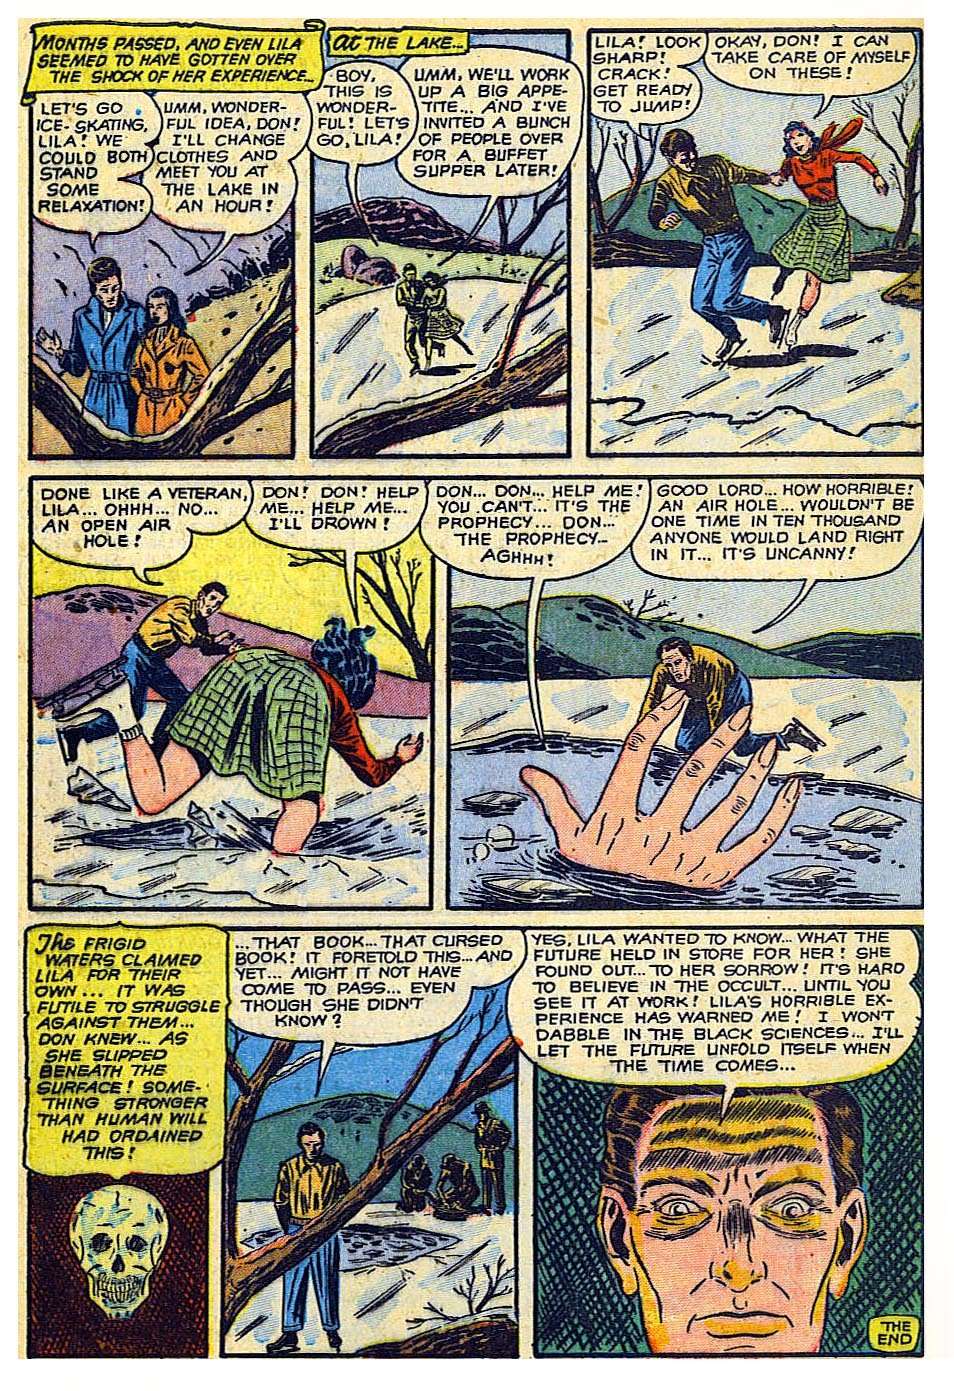 MONTHS PASSED, AND EVEN LILA
SEEMED TO HAVE GOTTEN OVER
THE SHOCK OF HER EXPERIENCE...
LET'S GO
ICE-SKATING,
LILA! WE
COULD BOTH
STAND
SOME
RELAXATION!
UMM, WONDER-
FUL IDEA, DON!
I'LL CHANGE
CLOTHES AND
MEET YOU AT
THE LAKE IN
AN HOUR!
AT THE LAKE...
BOY,
THIS IS
WONDER-
FUL! LET'S
GO, LILA!
UMM, WE'LL WORK
UP A BIG APPE-
TITE... AND I'VE
INVITED A BUNCH
OF PEOPLE OVER
FOR A BUFFET
SUPPER LATER!
LILA! LOOK
SHARP!
CRACK!
GET READY
TO JUMP!
OKAY, DON! I CAN
TAKE CARE OF MYSELF
ON THESE!
DONE LIKE A VETERAN,
LILA... OHHH... NO...
AN OPEN AIR
HOLE!
DON! DON! HELP
ME... HELP ME...
I'LL DROWN!
DON... DON... HELP ME!
YOU CAN'T... IT'S THE
PROPHECY... DON...
THE PROPHECY...
AGHHH!
GOOD LORD... HOW HORRIBLE!
AN AIR HOLE... WOULDN'T BE
ONE TIME IN TEN THOUSAND
ANYONE WOULD LAND RIGHT
IN IT... IT'S UNCANNY!
THE FRIGID
WATERS CLAIMED
LILA FOR THEIR
OWN... IT WAS
FUTILE TO STRUGGLE
AGAINST THEM...
DON KNEW... AS
SHE SLIPPED
BENEATH THE
SURFACE! SOME-
THING STRONGER
THAN HUMAN WILL
HAD ORDAINED
THIS!
...THAT BOOK... THAT CURSED
BOOK! IT FORETOLD THIS... AND
YET... MIGHT IT NOT HAVE
COME TO PASS... EVEN
THOUGH SHE DIDN'T
KNOW?
YES, LILA WANTED TO KNOW... WHAT THE
FUTURE HELD IN STORE FOR HER! SHE
FOUND OUT... TO HER SORROW! IT'S HARD
TO BELIEVE IN THE OCCULT... UNTIL YOU
SEE IT AT WORK! LILA'S HORRIBLE EX-
PERIENCE HAS WARNED ME! I WON'T
DABBLE IN THE BLACK SCIENCES... I'LL
LET THE FUTURE UNFOLD ITSELF WHEN
THE TIME COMES...
THE
END